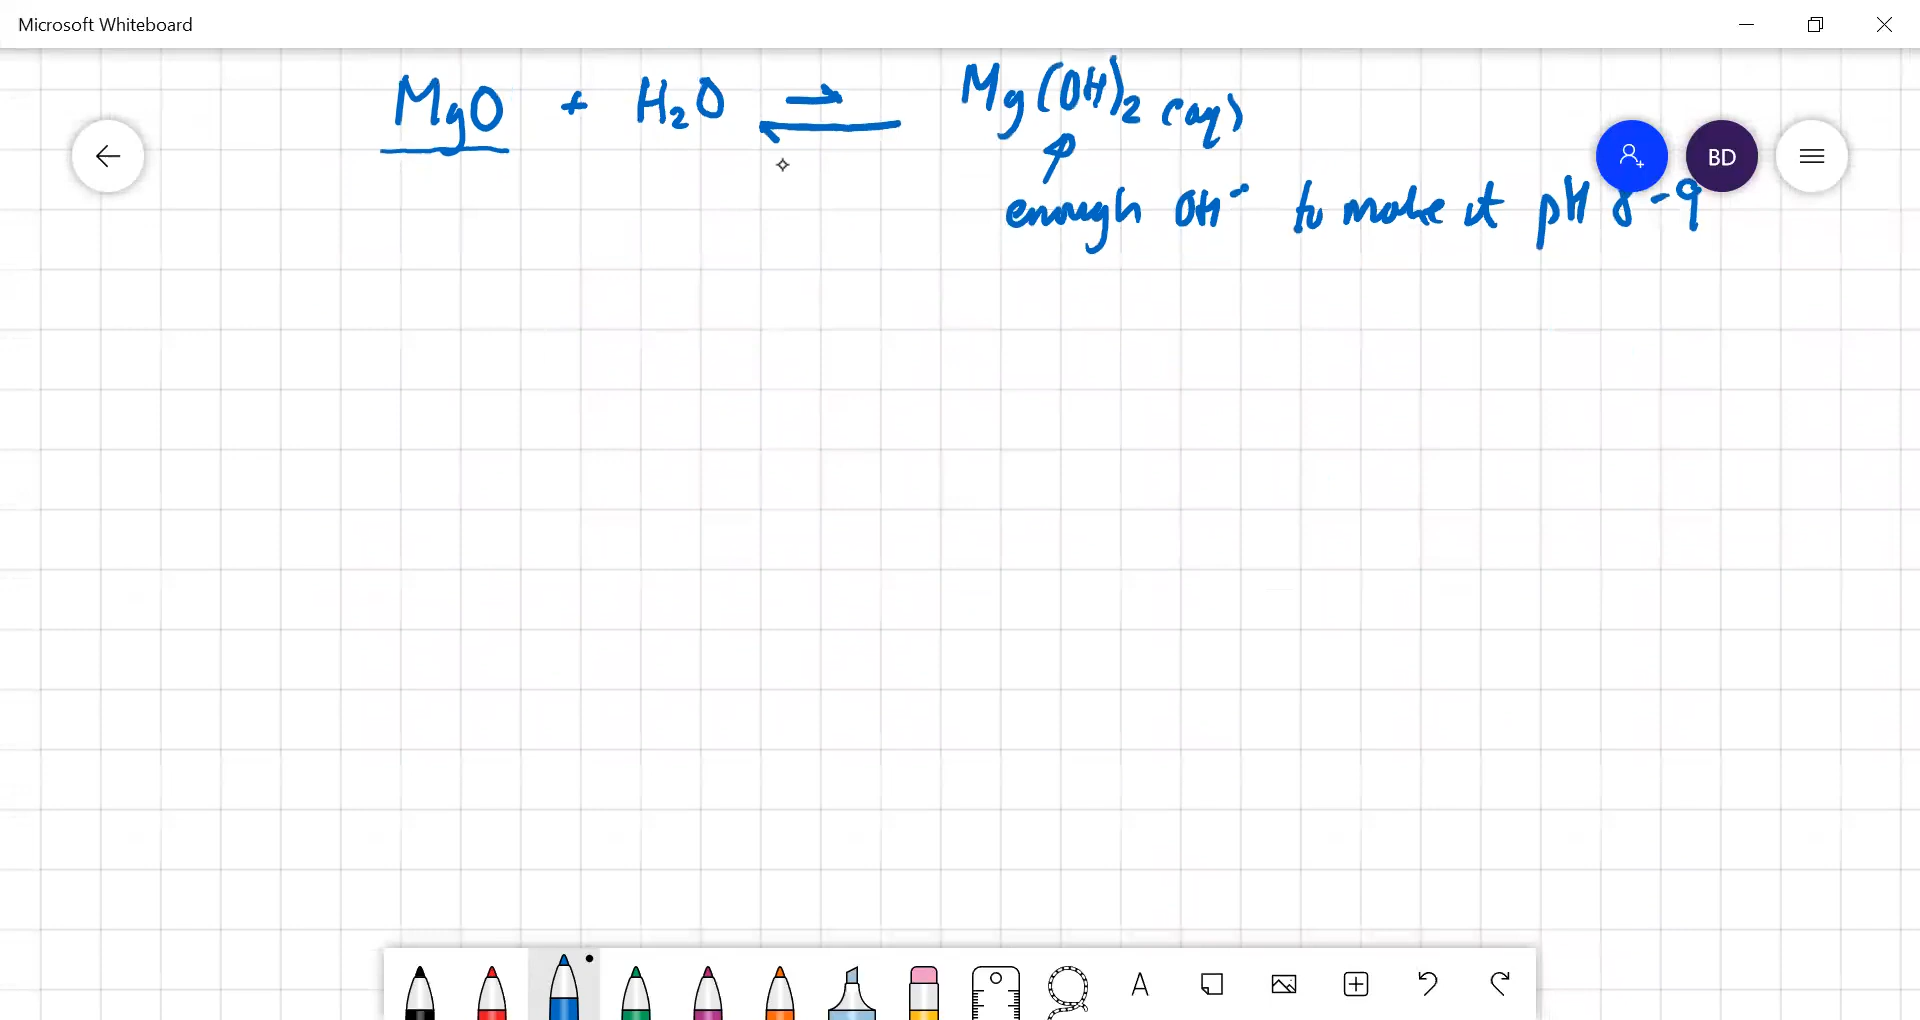 Microsoft Whiteboard
MgO + H₂O ⇌ Mg(OH)₂ (aq)
BD
enough OH⁻ to make it pH 8-9
A